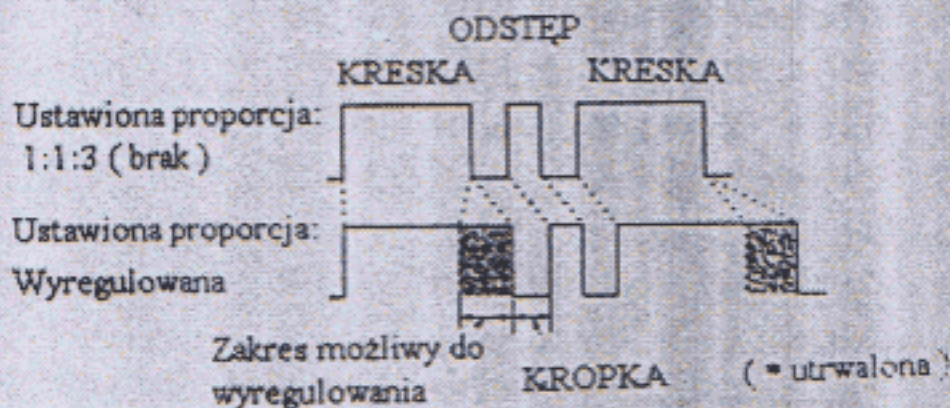 ODSTĘP
KRESKA KRESKA
Ustawiona proporcja:
1:1:3 ( brak )
Ustawiona proporcja:
Wyregulowana
Zakres możliwy do
wyregulowania
KROPKA
( = utrwalona )